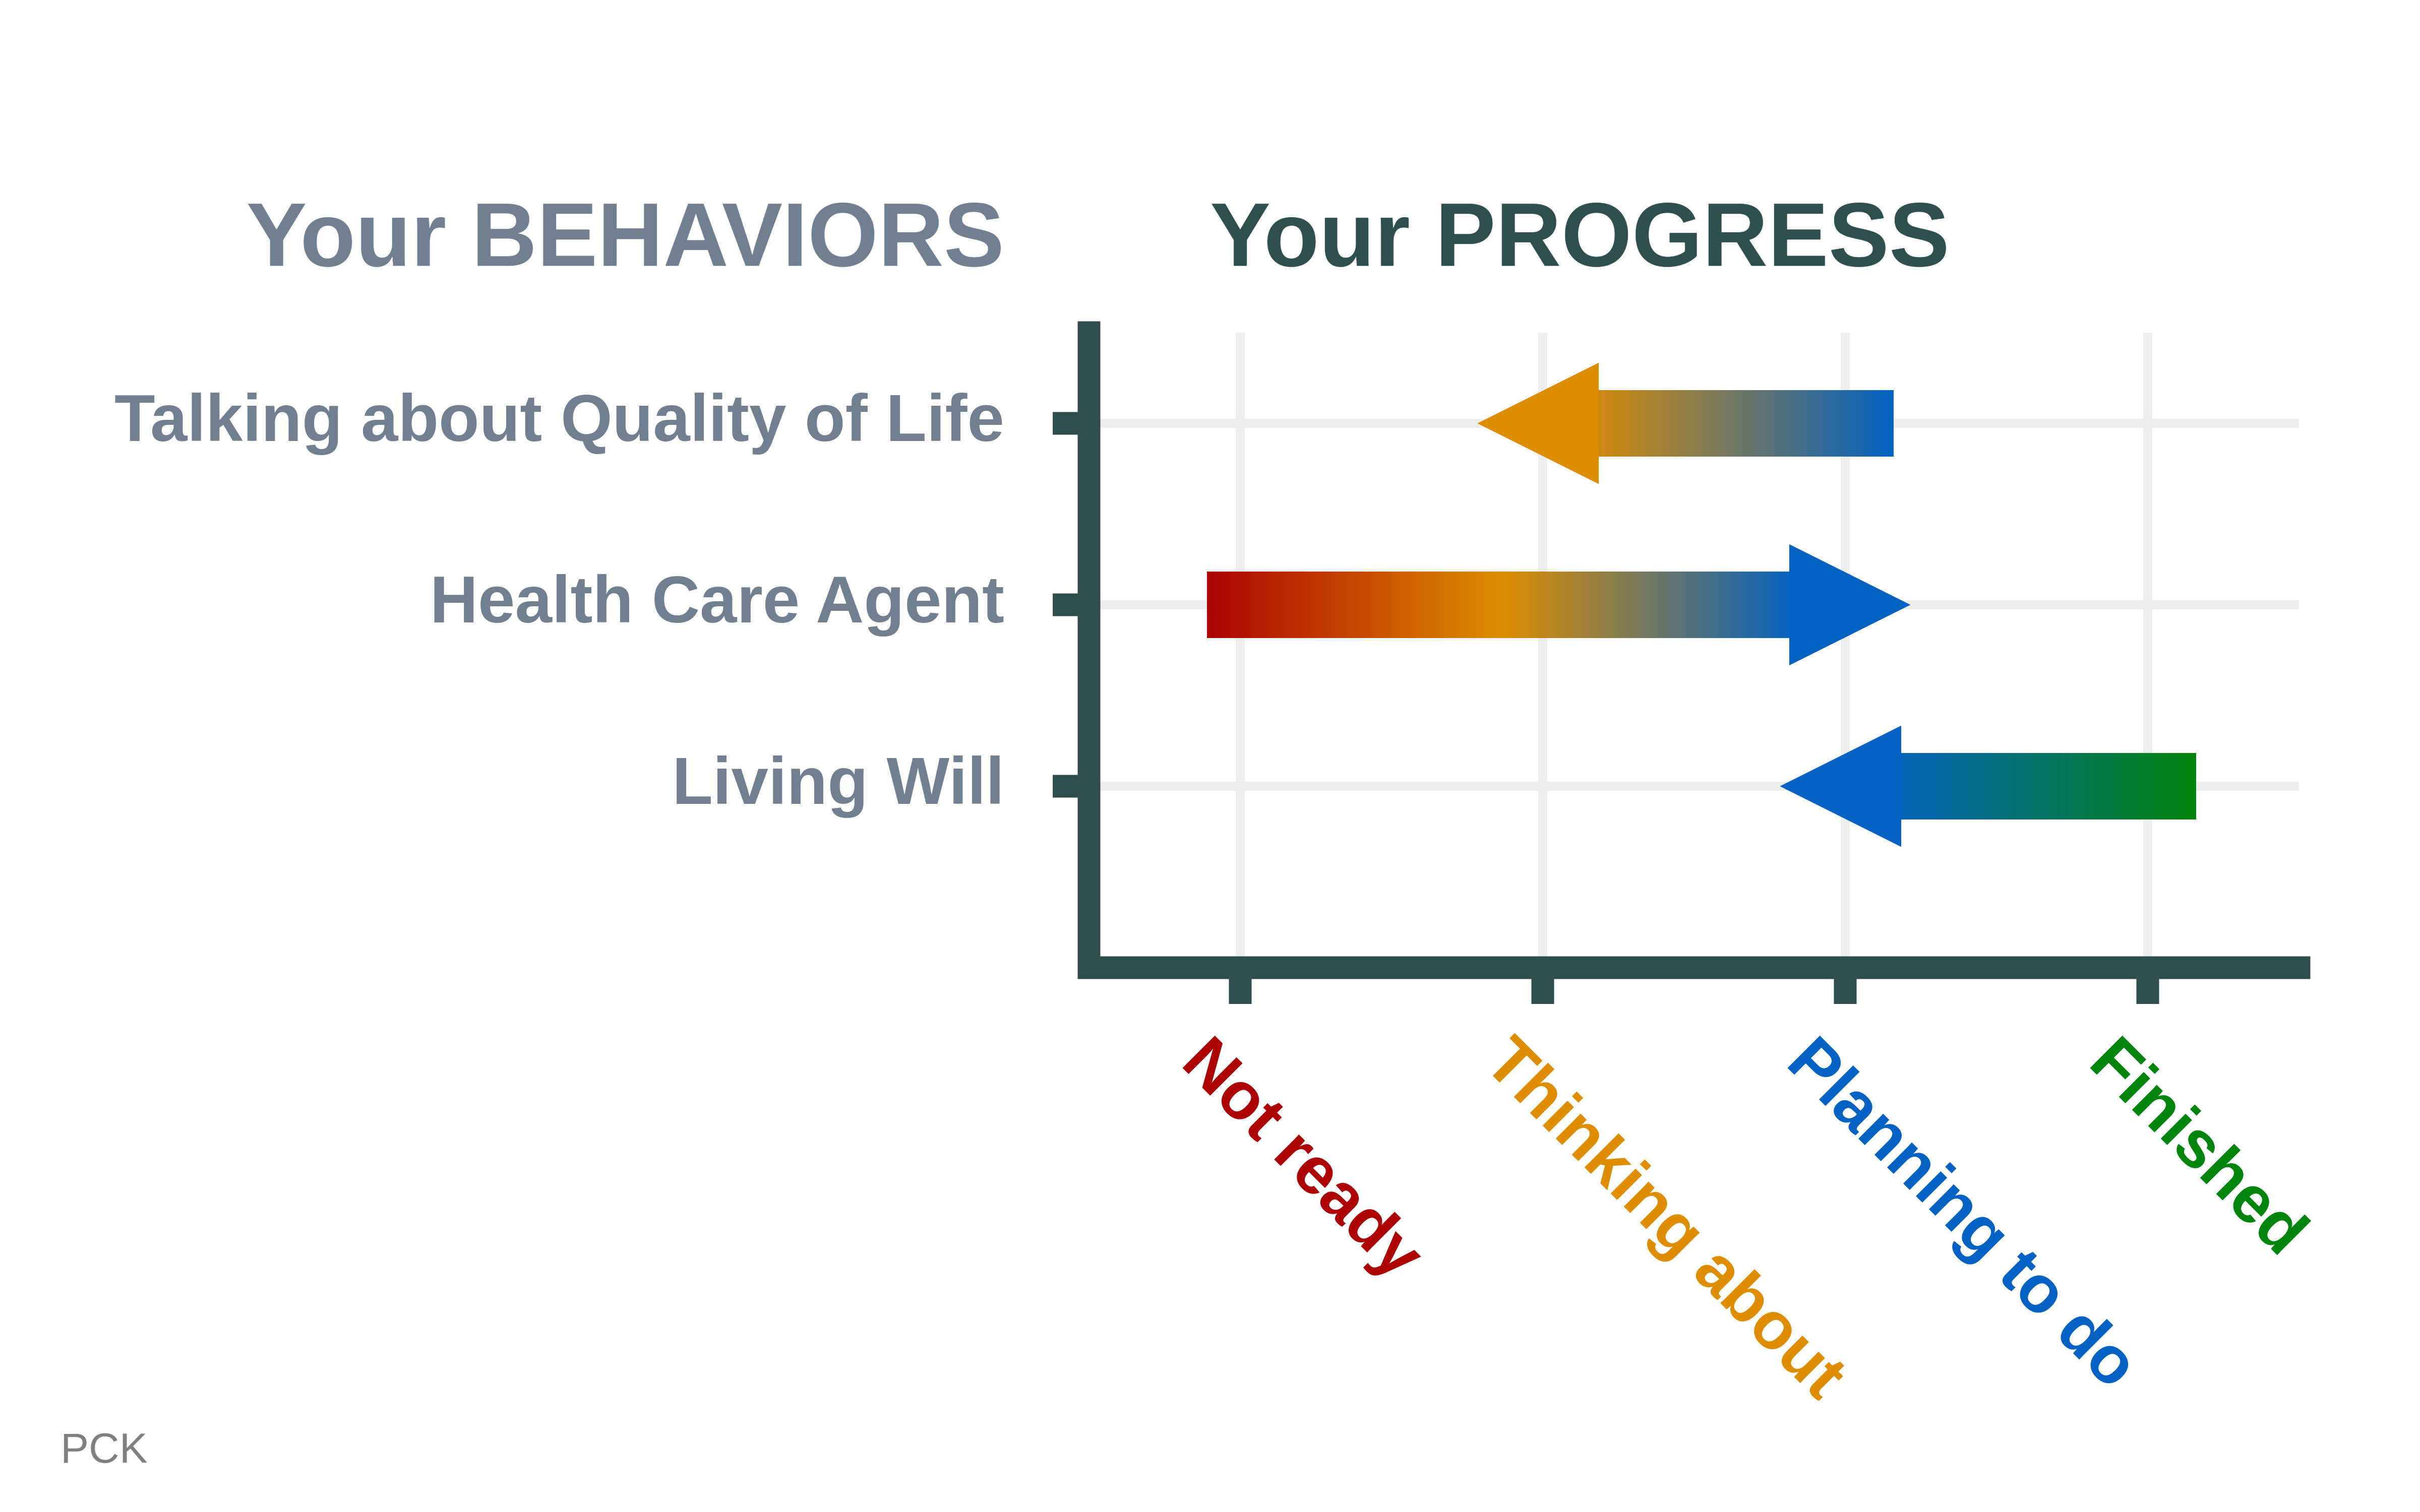 Your BEHAVIORS
Your PROGRESS
Talking about Quality of Life
Health Care Agent
Living Will
Not ready
Thinking about
Planning to do
Finished
PCK